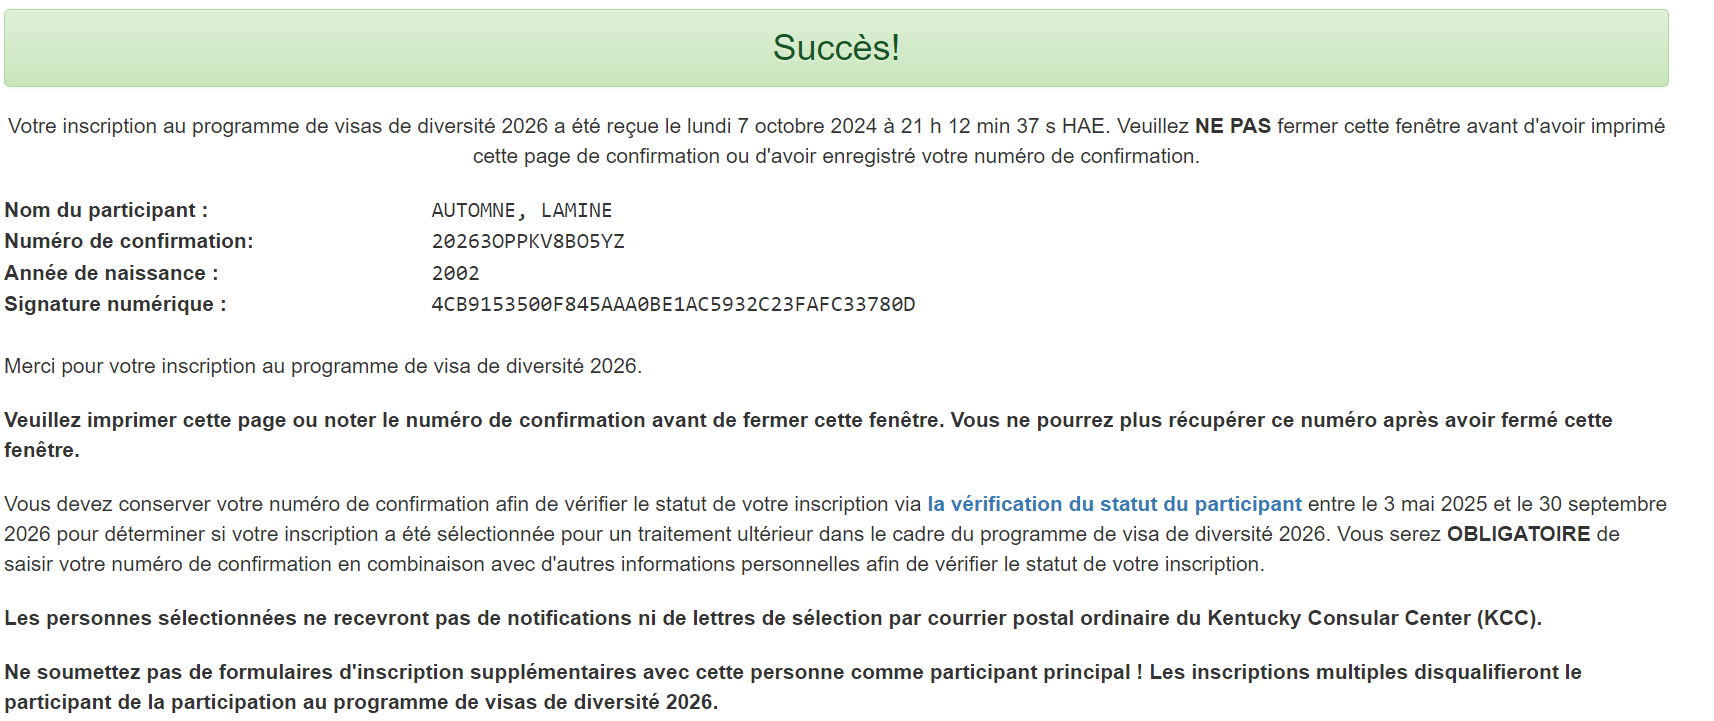 Succès!
Votre inscription au programme de visas de diversité 2026 a été reçue le lundi 7 octobre 2024 à 21 h 12 min 37 s HAE. Veuillez NE PAS fermer cette fenêtre avant d'avoir imprimé
cette page de confirmation ou d'avoir enregistré votre numéro de confirmation.
Nom du participant : AUTOMNE, LAMINE
Numéro de confirmation: 20263OPPKV8BO5YZ
Année de naissance : 2002
Signature numérique : 4CB9153500F845AAA0BE1AC5932C23FAFC33780D
Merci pour votre inscription au programme de visa de diversité 2026.
Veuillez imprimer cette page ou noter le numéro de confirmation avant de fermer cette fenêtre. Vous ne pourrez plus récupérer ce numéro après avoir fermé cette
fenêtre.
Vous devez conserver votre numéro de confirmation afin de vérifier le statut de votre inscription via la vérification du statut du participant entre le 3 mai 2025 et le 30 septembre
2026 pour déterminer si votre inscription a été sélectionnée pour un traitement ultérieur dans le cadre du programme de visa de diversité 2026. Vous serez OBLIGATOIRE de
saisir votre numéro de confirmation en combinaison avec d'autres informations personnelles afin de vérifier le statut de votre inscription.
Les personnes sélectionnées ne recevront pas de notifications ni de lettres de sélection par courrier postal ordinaire du Kentucky Consular Center (KCC).
Ne soumettez pas de formulaires d'inscription supplémentaires avec cette personne comme participant principal ! Les inscriptions multiples disqualifieront le
participant de la participation au programme de visas de diversité 2026.